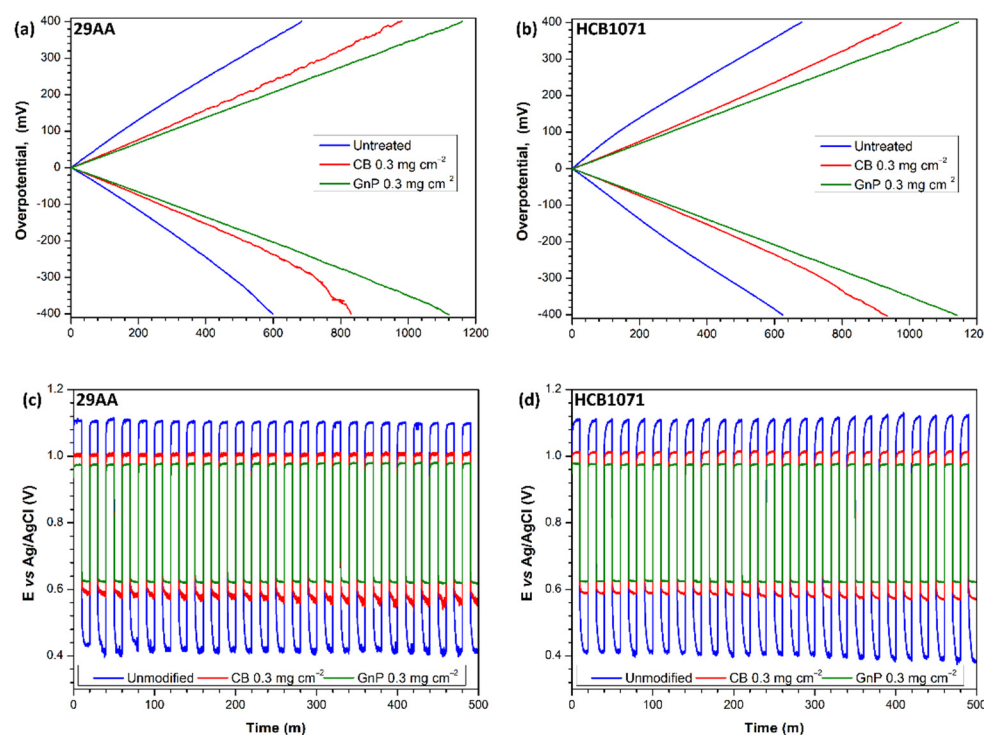 (a) 29AA
400
300
200
100
0
-100
-200
-300
-400
Overpotential, (mV)
Untreated
CB 0.3 mg cm⁻²
GnP 0.3 mg cm⁻²
0 200 400 600 800 1000 1200
(b) HCB1071
400
300
200
100
0
-100
-200
-300
-400
Overpotential, (mV)
Untreated
CB 0.3 mg cm⁻²
GnP 0.3 mg cm⁻²
0 200 400 600 800 1000 1200
(c) 29AA
1.2
1.0
0.8
0.6
0.4
E vs Ag/AgCl (V)
Unmodified CB 0.3 mg cm⁻² GnP 0.3 mg cm⁻²
0 100 200 300 400 500
Time (m)
(d) HCB1071
1.2
1.0
0.8
0.6
0.4
E vs Ag/AgCl (V)
Unmodified CB 0.3 mg cm⁻² GnP 0.3 mg cm⁻²
0 100 200 300 400 500
Time (m)